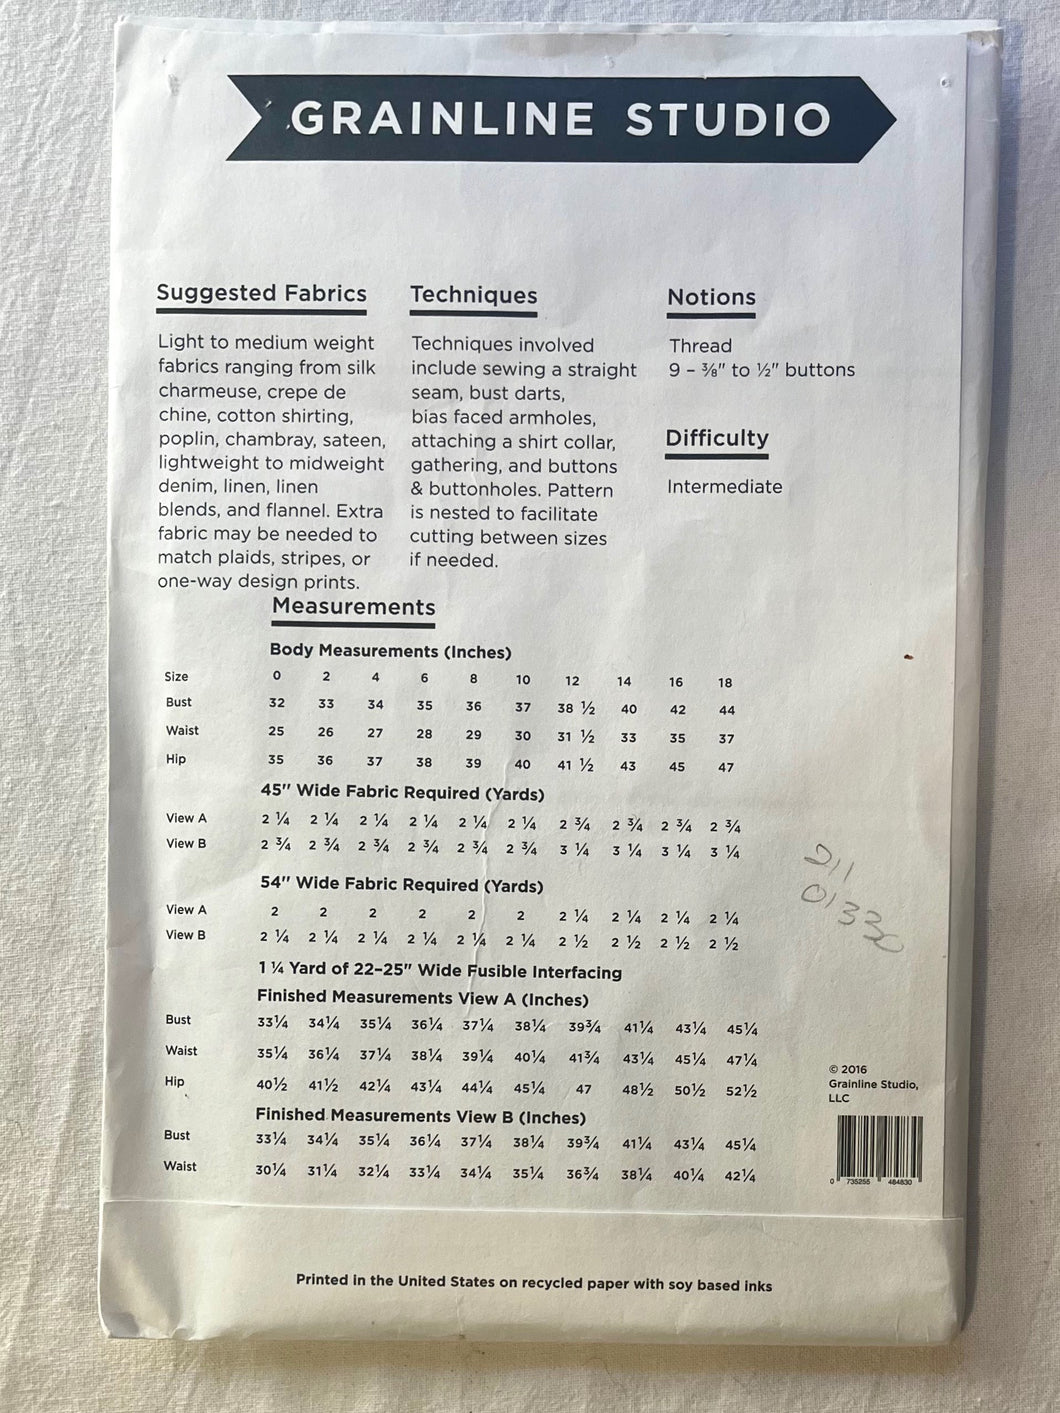 GRAINLINE STUDIO
Suggested Fabrics
Light to medium weight
fabrics ranging from silk
charmeuse, crepe de
chine, cotton shirting,
poplin, chambray, sateen,
lightweight to midweight
denim, linen, linen
blends, and flannel. Extra
fabric may be needed to
match plaids, stripes, or
one-way design prints.
Techniques
Techniques involved
include sewing a straight
seam, bust darts,
bias faced armholes,
attaching a shirt collar,
gathering, and buttons
& buttonholes. Pattern
is nested to facilitate
cutting between sizes
if needed.
Notions
Thread
9 – ⅜" to ½" buttons
Difficulty
Intermediate
Measurements
Body Measurements (Inches)
Size 0 2 4 6 8 10 12 14 16 18
Bust 32 33 34 35 36 37 38 ½ 40 42 44
Waist 25 26 27 28 29 30 31 ½ 33 35 37
Hip 35 36 37 38 39 40 41 ½ 43 45 47
45" Wide Fabric Required (Yards)
View A 2 ¼ 2 ¼ 2 ¼ 2 ¼ 2 ¼ 2 ¼ 2 ¾ 2 ¾ 2 ¾ 2 ¾
View B 2 ¾ 2 ¾ 2 ¾ 2 ¾ 2 ¾ 2 ¾ 3 ¼ 3 ¼ 3 ¼ 3 ¼
54" Wide Fabric Required (Yards)
View A 2 2 2 2 2 2 2 ¼ 2 ¼ 2 ¼ 2 ¼
View B 2 ¼ 2 ¼ 2 ¼ 2 ¼ 2 ¼ 2 ¼ 2 ½ 2 ½ 2 ½ 2 ½
1 ¼ Yard of 22–25" Wide Fusible Interfacing
Finished Measurements View A (Inches)
Bust 33¼ 34¼ 35¼ 36¼ 37¼ 38¼ 39¾ 41¼ 43¼ 45¼
Waist 35¼ 36¼ 37¼ 38¼ 39¼ 40¼ 41¾ 43¼ 45¼ 47¼
Hip 40½ 41½ 42¼ 43¼ 44¼ 45¼ 47 48½ 50½ 52½
Finished Measurements View B (Inches)
Bust 33¼ 34¼ 35¼ 36¼ 37¼ 38¼ 39¾ 41¼ 43¼ 45¼
Waist 30¼ 31¼ 32¼ 33¼ 34¼ 35¼ 36¾ 38¼ 40¼ 42¼
211
© 2016
Grainline Studio,
LLC
0 735255 484830
Printed in the United States on recycled paper with soy based inks